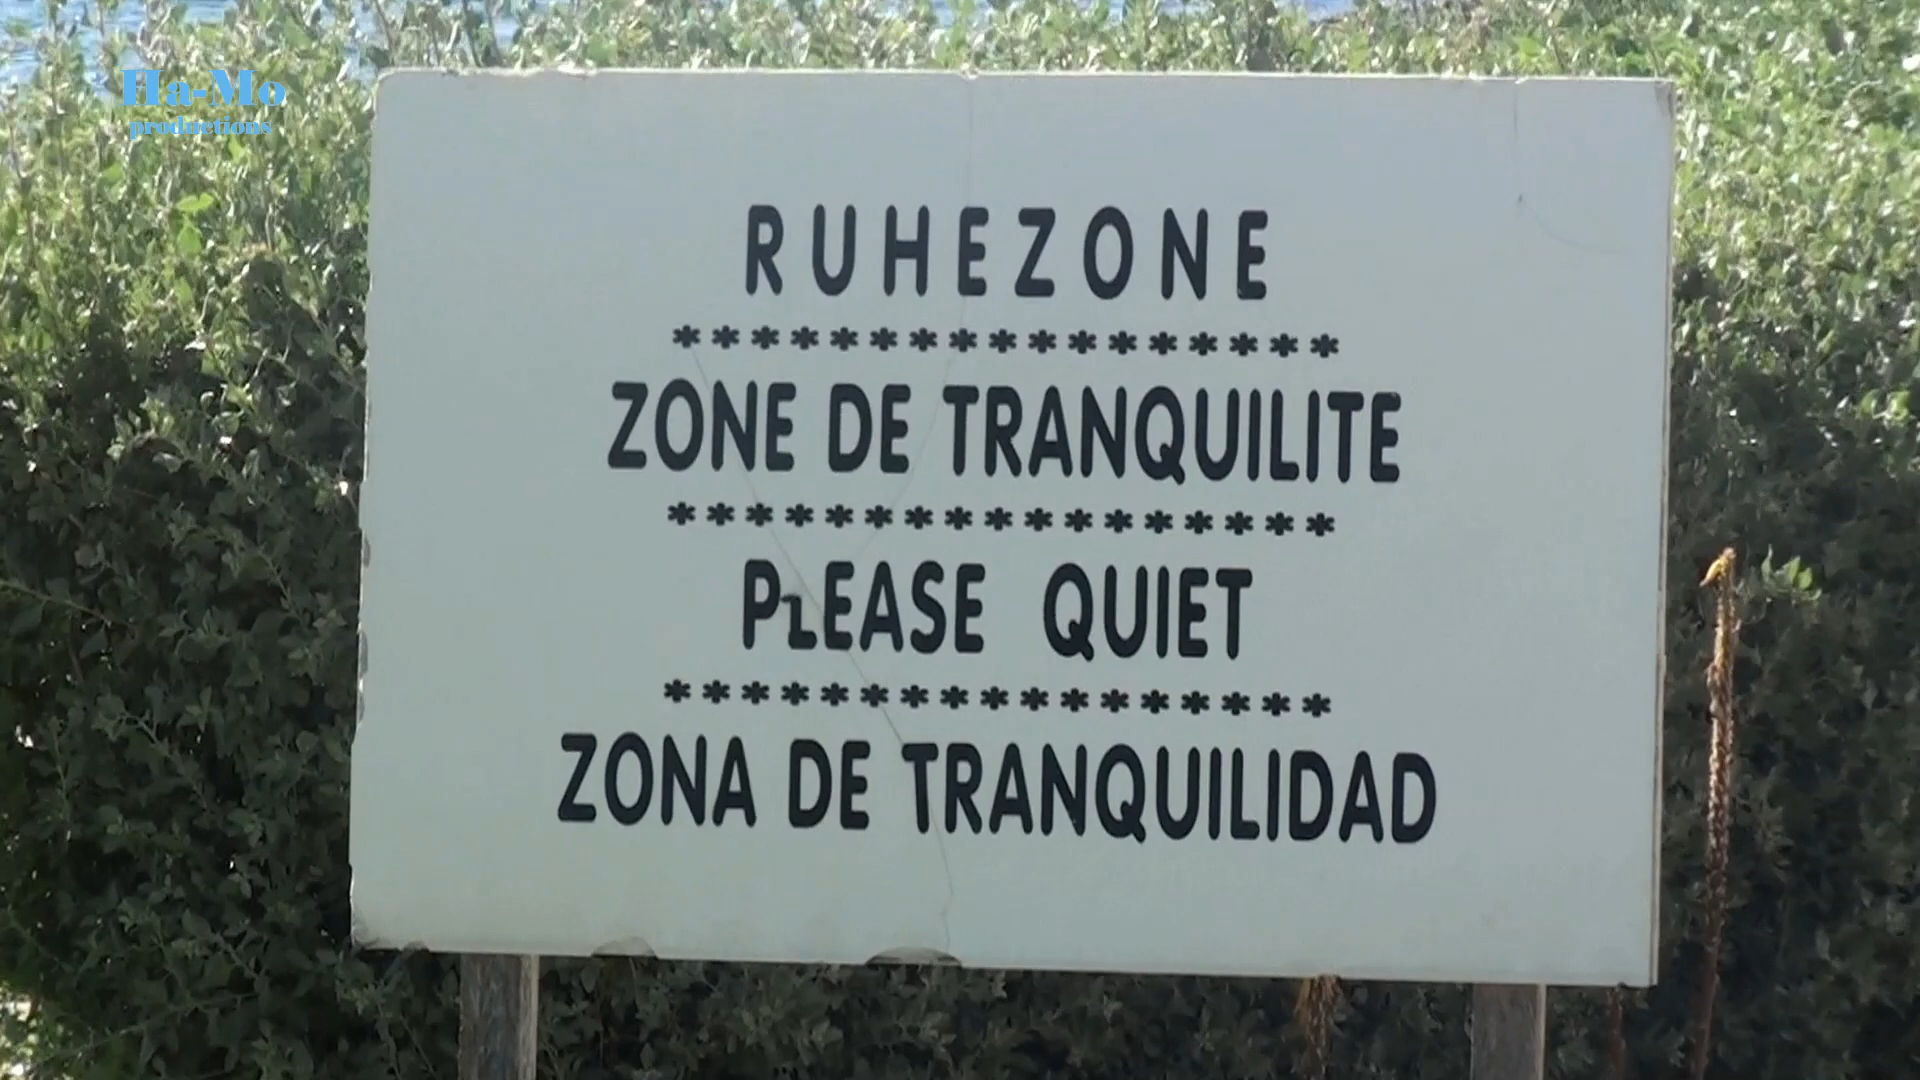 Ha-Mo
productions
RUHEZONE
*****************
ZONE DE TRANQUILITE
*****************
PLEASE QUIET
*****************
ZONA DE TRANQUILIDAD